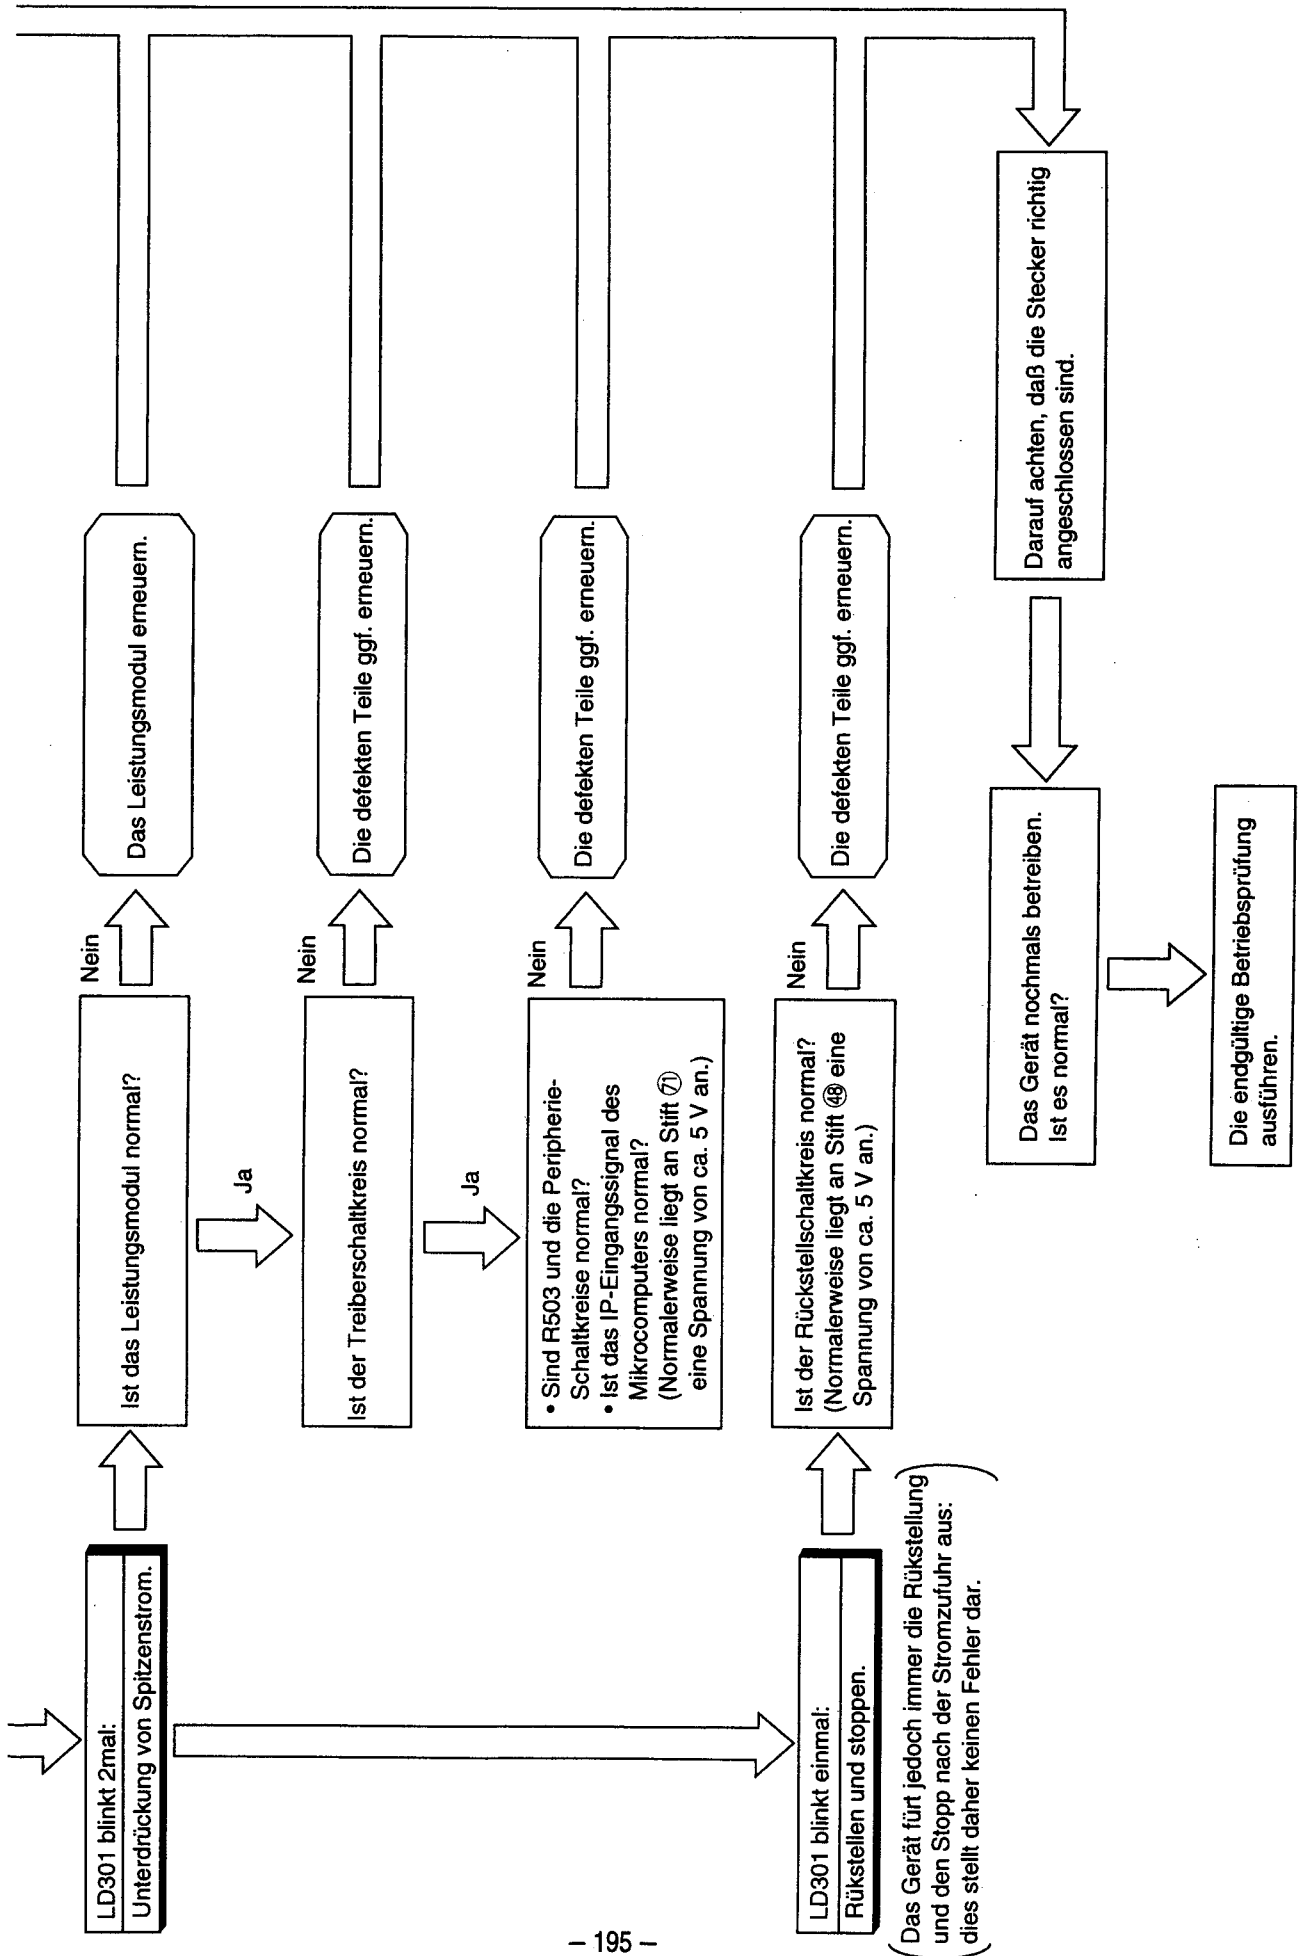 LD301 blinkt 2mal:
Unterdrückung von Spitzenstrom.
Ist das Leistungsmodul normal?
Nein
Das Leistungsmodul erneuern.
Ja
Ist der Treiberschaltkreis normal?
Nein
Die defekten Teile ggf. erneuern.
Ja
• Sind R503 und die Peripherie-
Schaltkreise normal?
• Ist das IP-Eingangssignal des
Mikrocomputers normal?
(Normalerweise liegt an Stift ㉛ eine Spannung von ca. 5 V an.)
Nein
Die defekten Teile ggf. erneuern.
LD301 blinkt einmal:
Rükstellen und stoppen.
(Das Gerät fürt jedoch immer die Rükstellung
und den Stopp nach der Stromzufuhr aus:
dies stellt daher keinen Fehler dar.)
Ist der Rückstellschaltkreis normal?
(Normalerweise liegt an Stift ㊽ eine
Spannung von ca. 5 V an.)
Nein
Die defekten Teile ggf. erneuern.
Darauf achten, daß die Stecker richtig
angeschlossen sind.
Das Gerät nochmals betreiben.
Ist es normal?
Die endgültige Betriebsprüfung
ausführen.
– 195 –